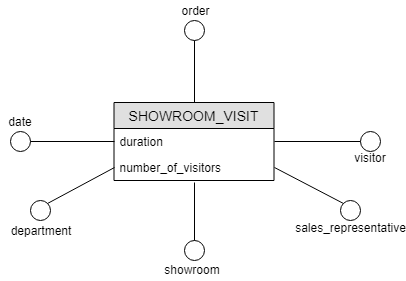 order
SHOWROOM_VISIT
date
duration
visitor
number_of_visitors
department
sales_representative
showroom